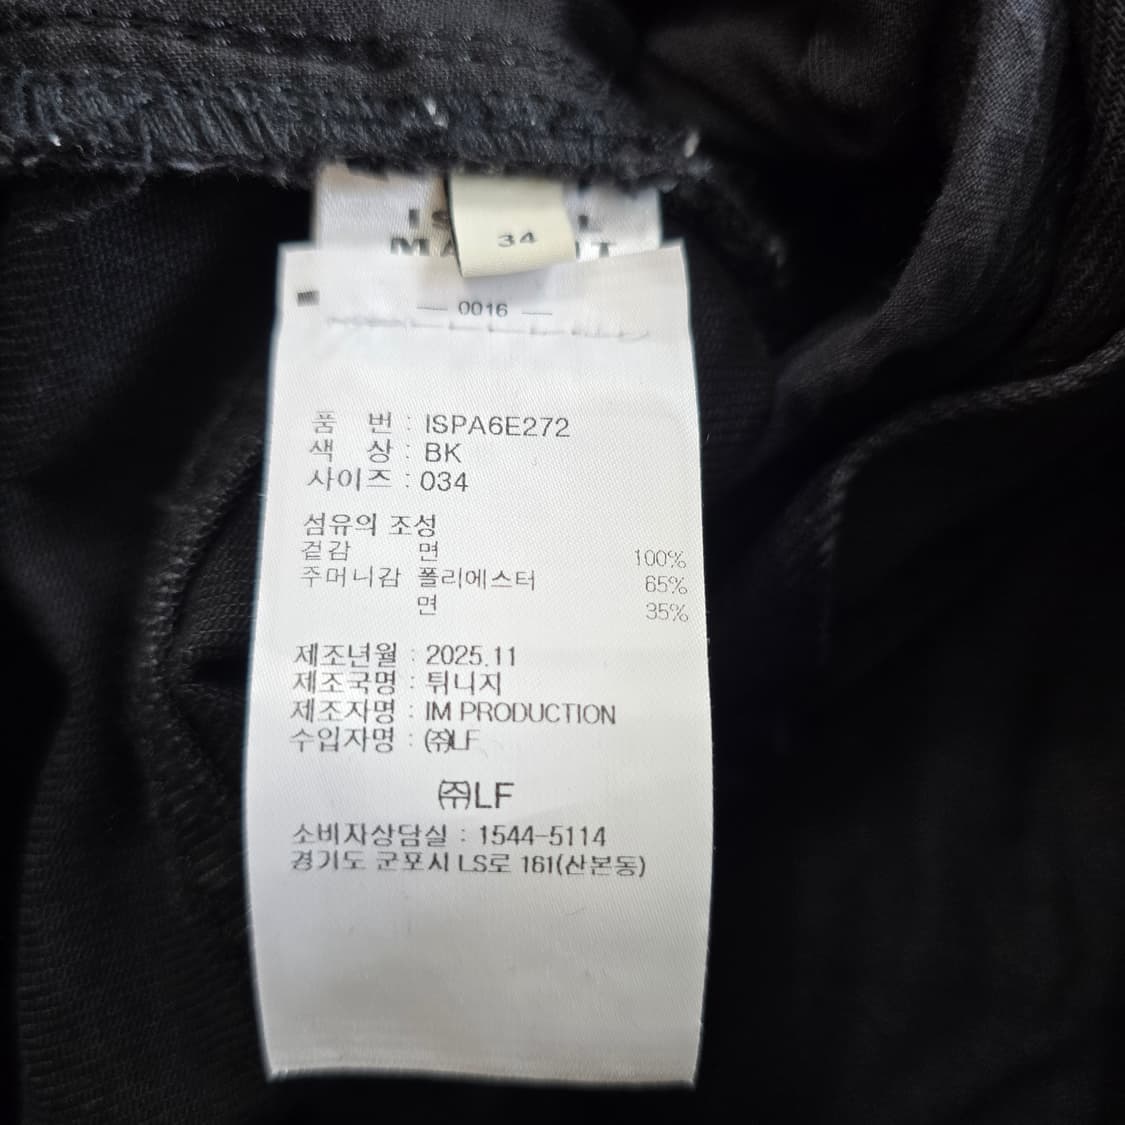 34
— 0016 —
품 번 : ISPA6E272
색 상 : BK
사이즈 : 034
섬유의 조성
겉감 면 100%
주머니감 폴리에스터 65%
면 35%
제조년월 : 2025.11
제조국명 : 튀니지
제조자명 : IM PRODUCTION
수입자명 : ㈜LF
㈜LF
소비자상담실 : 1544-5114
경기도 군포시 LS로 161(산본동)